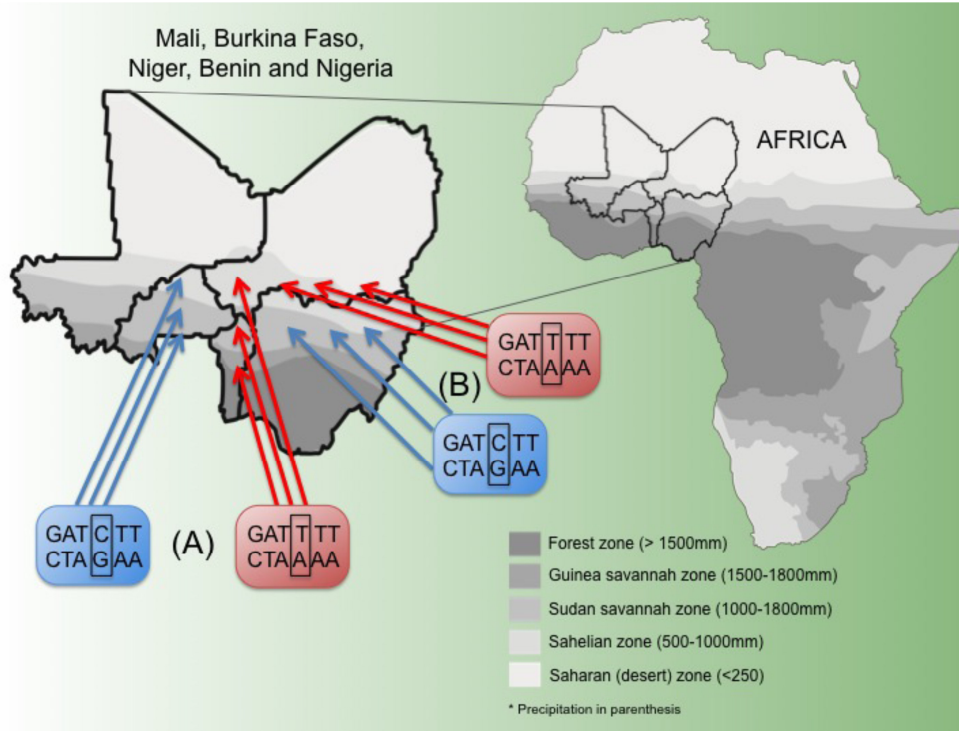 Mali, Burkina Faso,
Niger, Benin and Nigeria
AFRICA
GAT T TT
CTA A AA
(B)
GAT C TT
CTA G AA
GAT C TT
CTA G AA
(A)
GAT T TT
CTA A AA
Forest zone (> 1500mm)
Guinea savannah zone (1500-1800mm)
Sudan savannah zone (1000-1800mm)
Sahelian zone (500-1000mm)
Saharan (desert) zone (<250)
* Precipitation in parenthesis